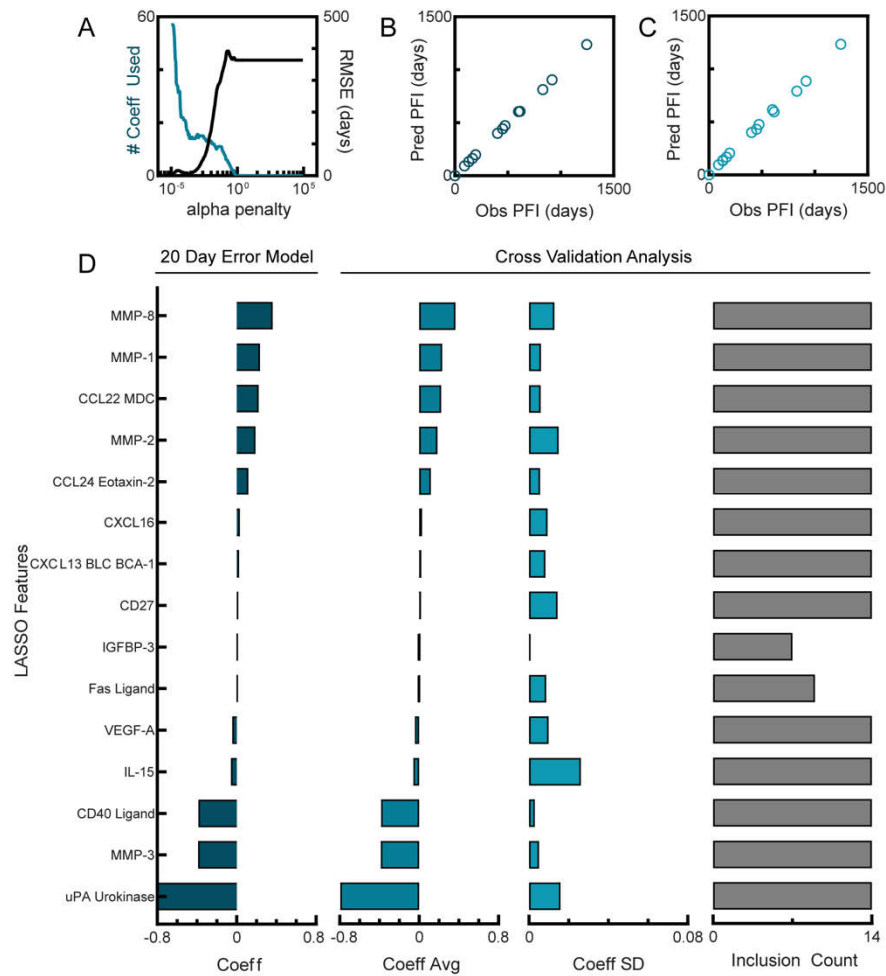 A
B
C
# Coeff Used
60
0
500
0
RMSE (days)
10-5
100
105
alpha penalty
Pred PFI (days)
1500
0
0
1500
Obs PFI (days)
Pred PFI (days)
1500
0
0
1500
Obs PFI (days)
D
20 Day Error Model
Cross Validation Analysis
LASSO Features
MMP-8
MMP-1
CCL22 MDC
MMP-2
CCL24 Eotaxin-2
CXCL16
CXCL13 BLC BCA-1
CD27
IGFBP-3
Fas Ligand
VEGF-A
IL-15
CD40 Ligand
MMP-3
uPA Urokinase
-0.8 0 0.8
Coeff
-0.8 0 0.8
Coeff Avg
0 0.08
Coeff SD
0 14
Inclusion Count